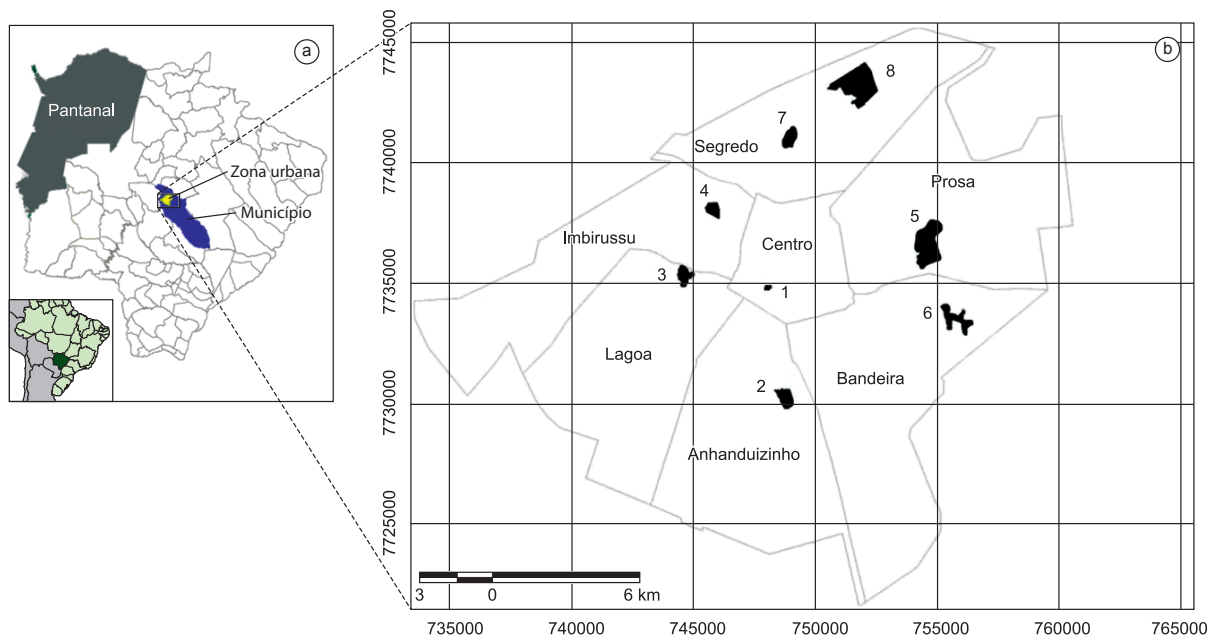 a
Pantanal
Zona urbana
Município
b
7745000
7740000
7735000
7730000
7725000
8
7
Segredo
4
Prosa
5
Imbirussu
Centro
3
1
6
Lagoa
2
Bandeira
Anhanduizinho
3 0 6 km
735000 740000 745000 750000 755000 760000 765000